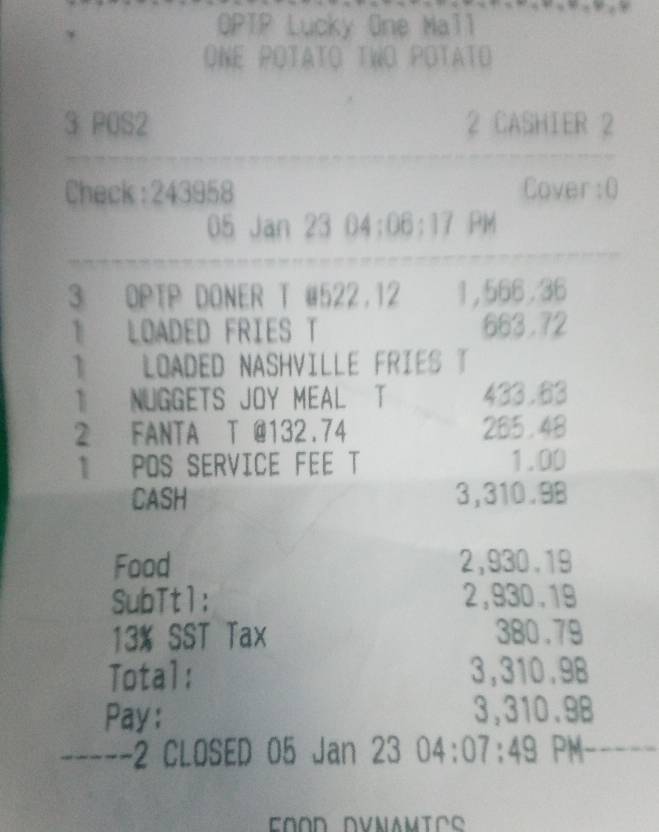 OPTP Lucky One Mall
ONE POTATO TWO POTATO
3 POS2 2 CASHIER 2
Check:243958 Cover:0
05 Jan 23 04:06:17 PM
3 OPTP DONER T @522.12 1,566.36
1 LOADED FRIES T 663.72
1 LOADED NASHVILLE FRIES T
1 NUGGETS JOY MEAL T 433.63
2 FANTA T @132.74 265.48
1 POS SERVICE FEE T 1.00
CASH 3,310.98
Food 2,930.19
SubTtl: 2,930.19
13% SST Tax 380.79
Total: 3,310.98
Pay: 3,310.98
-----2 CLOSED 05 Jan 23 04:07:49 PM-----
FOOD DYNAMICS